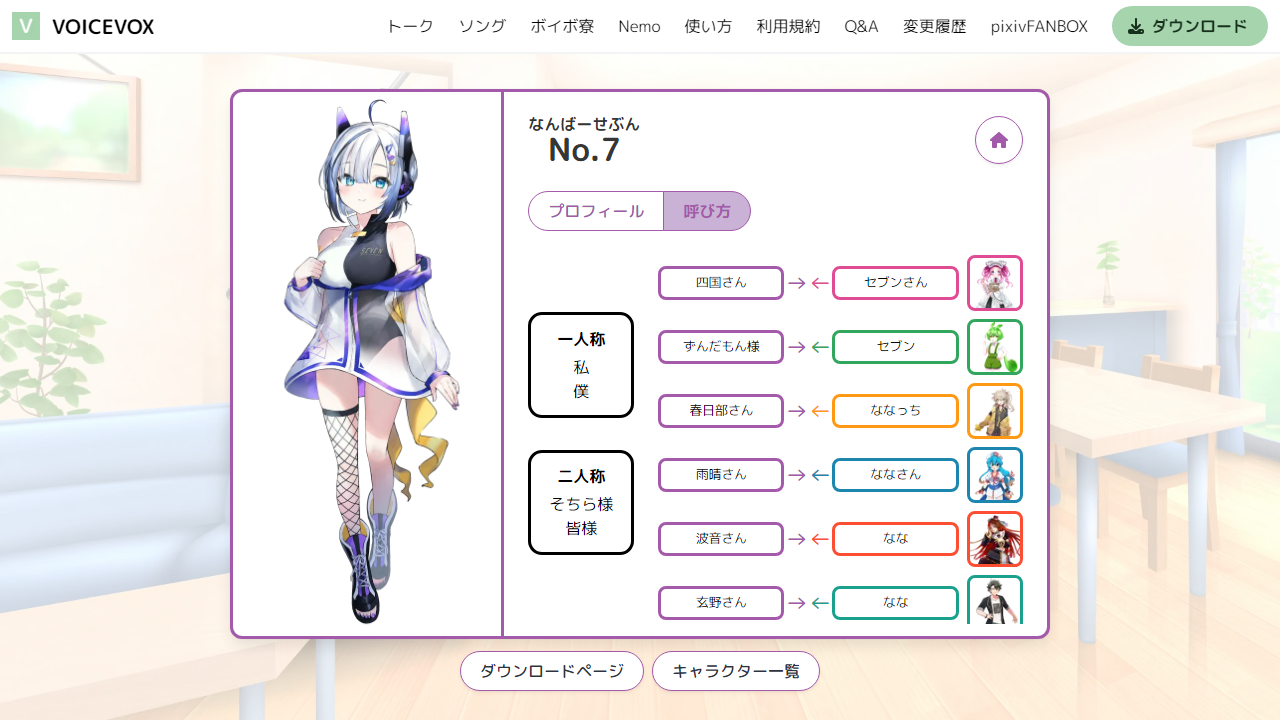 V VOICEVOX トーク ソング ボイボ寮 Nemo 使い方 利用規約 Q&A 変更履歴 pixivFANBOX ダウンロード
なんばーせぶん
No.7
プロフィール 呼び方
一人称
私
僕
二人称
そちら様
皆様
四国さん → ← セブンさん
ずんだもん様 → ← セブン
春日部さん → ← ななっち
雨晴さん → ← ななさん
波音さん → ← なな
玄野さん → ← なな
SEVEN
ダウンロードページ キャラクター一覧